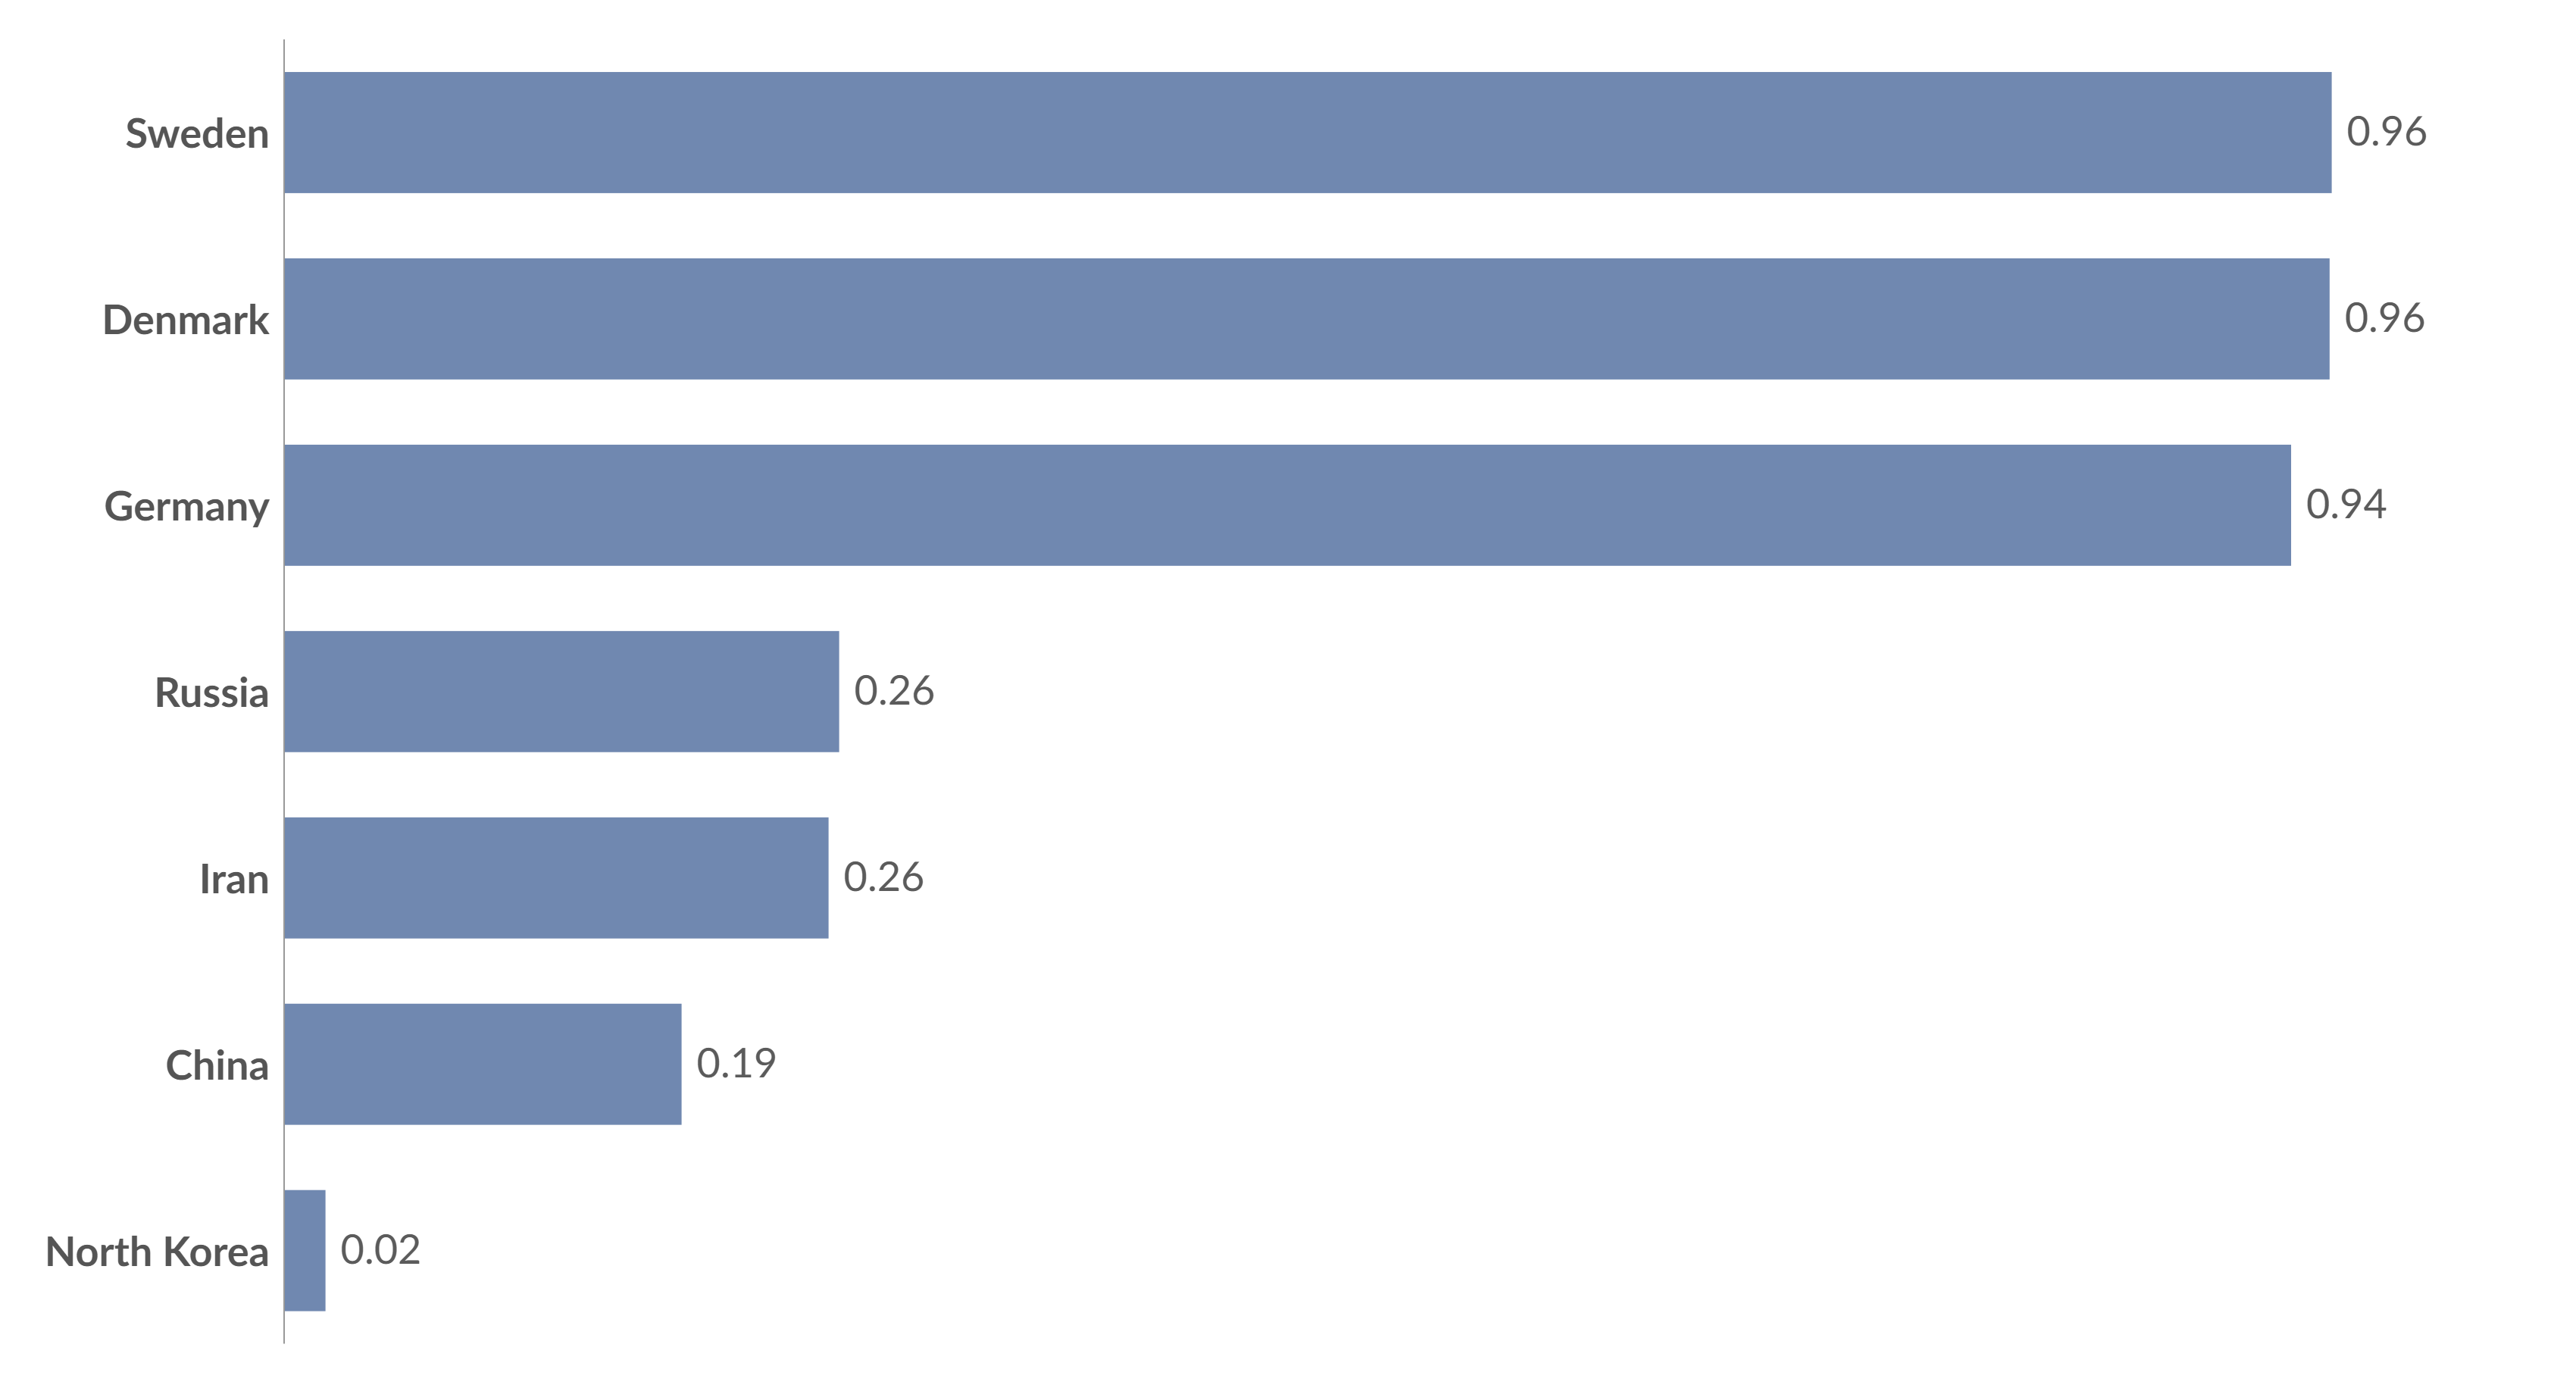 Sweden 0.96
Denmark 0.96
Germany 0.94
Russia 0.26
Iran 0.26
China 0.19
North Korea 0.02